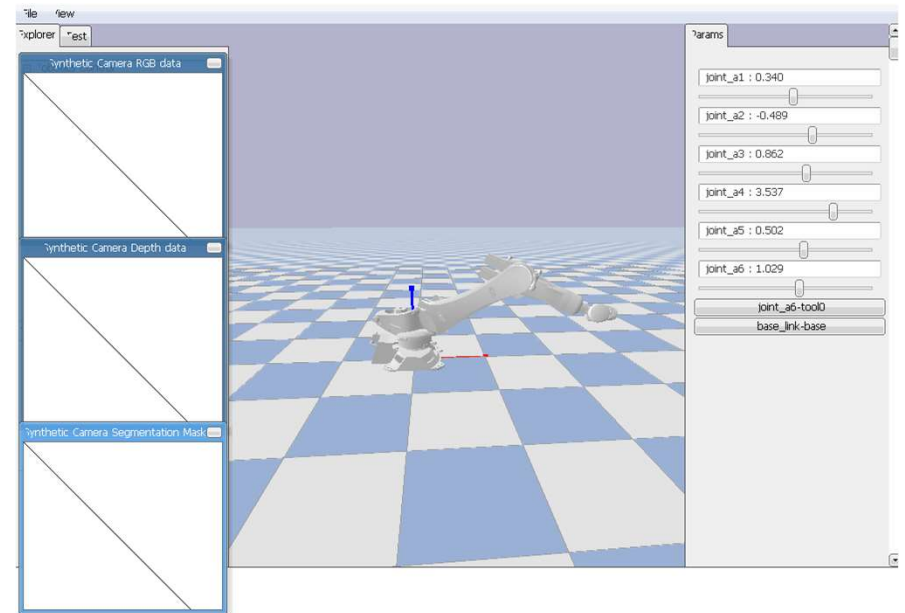 File View
Explorer Test
Synthetic Camera RGB data
Synthetic Camera Depth data
Synthetic Camera Segmentation Mask
Params
joint_a1 : 0.340
joint_a2 : -0.489
joint_a3 : 0.862
joint_a4 : 3.537
joint_a5 : 0.502
joint_a6 : 1.029
joint_a6-tool0
base_link-base